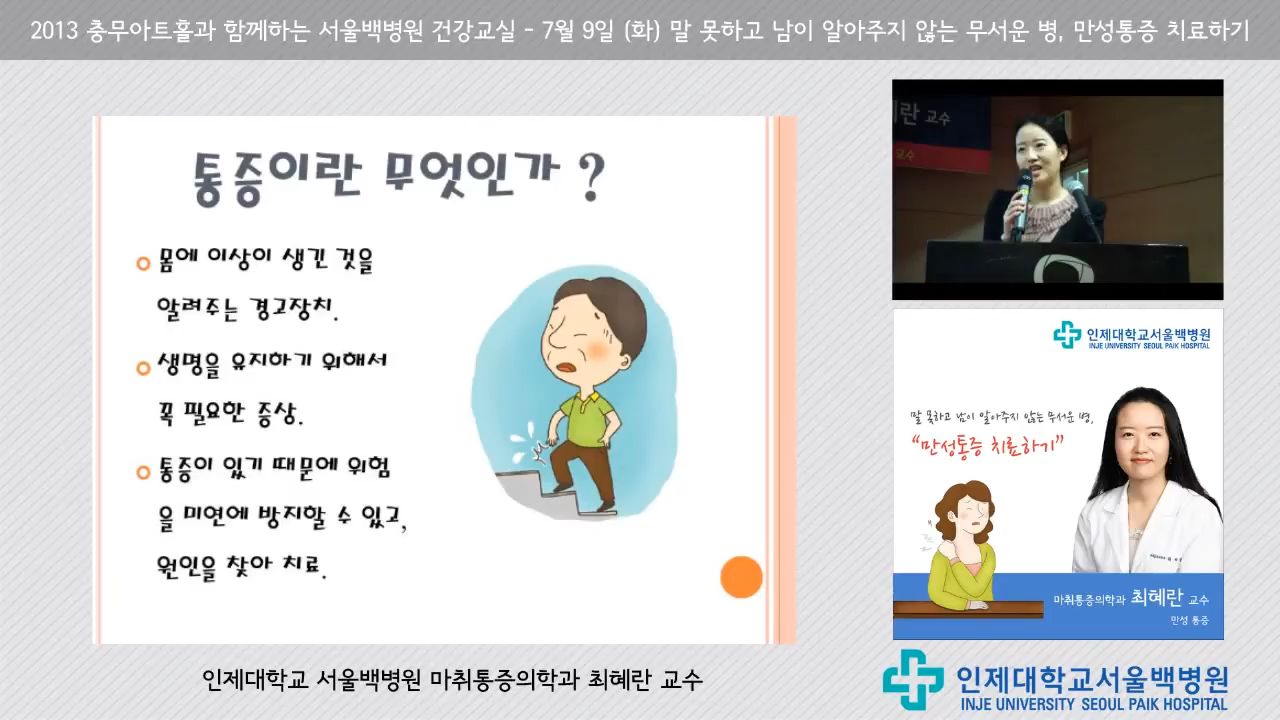 2013 충무아트홀과 함께하는 서울백병원 건강교실 - 7월 9일 (화) 말 못하고 남이 알아주지 않는 무서운 병, 만성통증 치료하기
통증이란 무엇인가 ?
몸에 이상이 생긴 것을
알려주는 경고장치.
생명을 유지하기 위해서
꼭 필요한 증상.
통증이 있기 때문에 위험
을 미연에 방지할 수 있고,
원인을 찾아 치료.
인제대학교 서울백병원 마취통증의학과 최혜란 교수
란 교수
교수
인제대학교서울백병원
INJE UNIVERSITY SEOUL PAIK HOSPITAL
말 못하고 남이 알아주지 않는 무서운 병,
“만성통증 치료하기”
마취통증의학과 최혜란 교수
만성 통증
인제대학교서울백병원
INJE UNIVERSITY SEOUL PAIK HOSPITAL